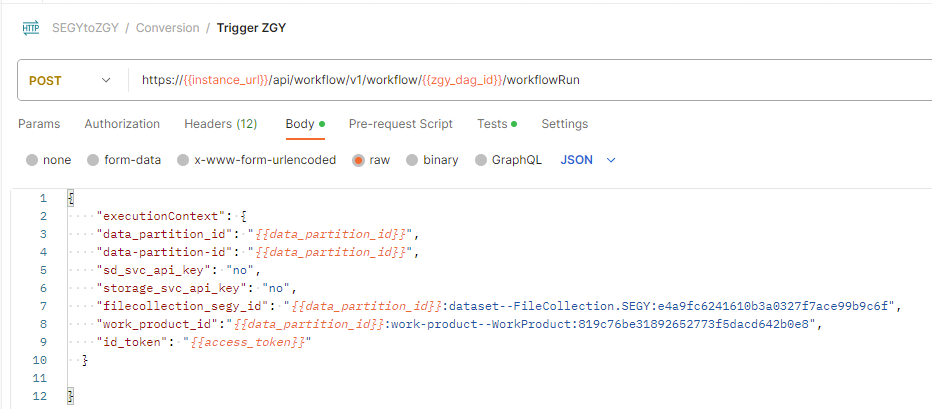 HTTP SEGYtoZGY / Conversion / Trigger ZGY
POST https://{{instance_url}}/api/workflow/v1/workflow/{{zgy_dag_id}}/workflowRun
Params Authorization Headers (12) Body Pre-request Script Tests Settings
none form-data x-www-form-urlencoded raw binary GraphQL JSON
1 {
2 "executionContext": {
3 "data_partition_id": "{{data_partition_id}}",
4 "data-partition-id": "{{data_partition_id}}",
5 "sd_svc_api_key": "no",
6 "storage_svc_api_key": "no",
7 "filecollection_segy_id": "{{data_partition_id}}:dataset--FileCollection.SEGY:e4a9fc6241610b3a0327f7ace99b9c6f",
8 "work_product_id":"{{data_partition_id}}:work-product--WorkProduct:819c76be31892652773f5dacd642b0e8",
9 "id_token": "{{access_token}}"
10 }
11
12 }